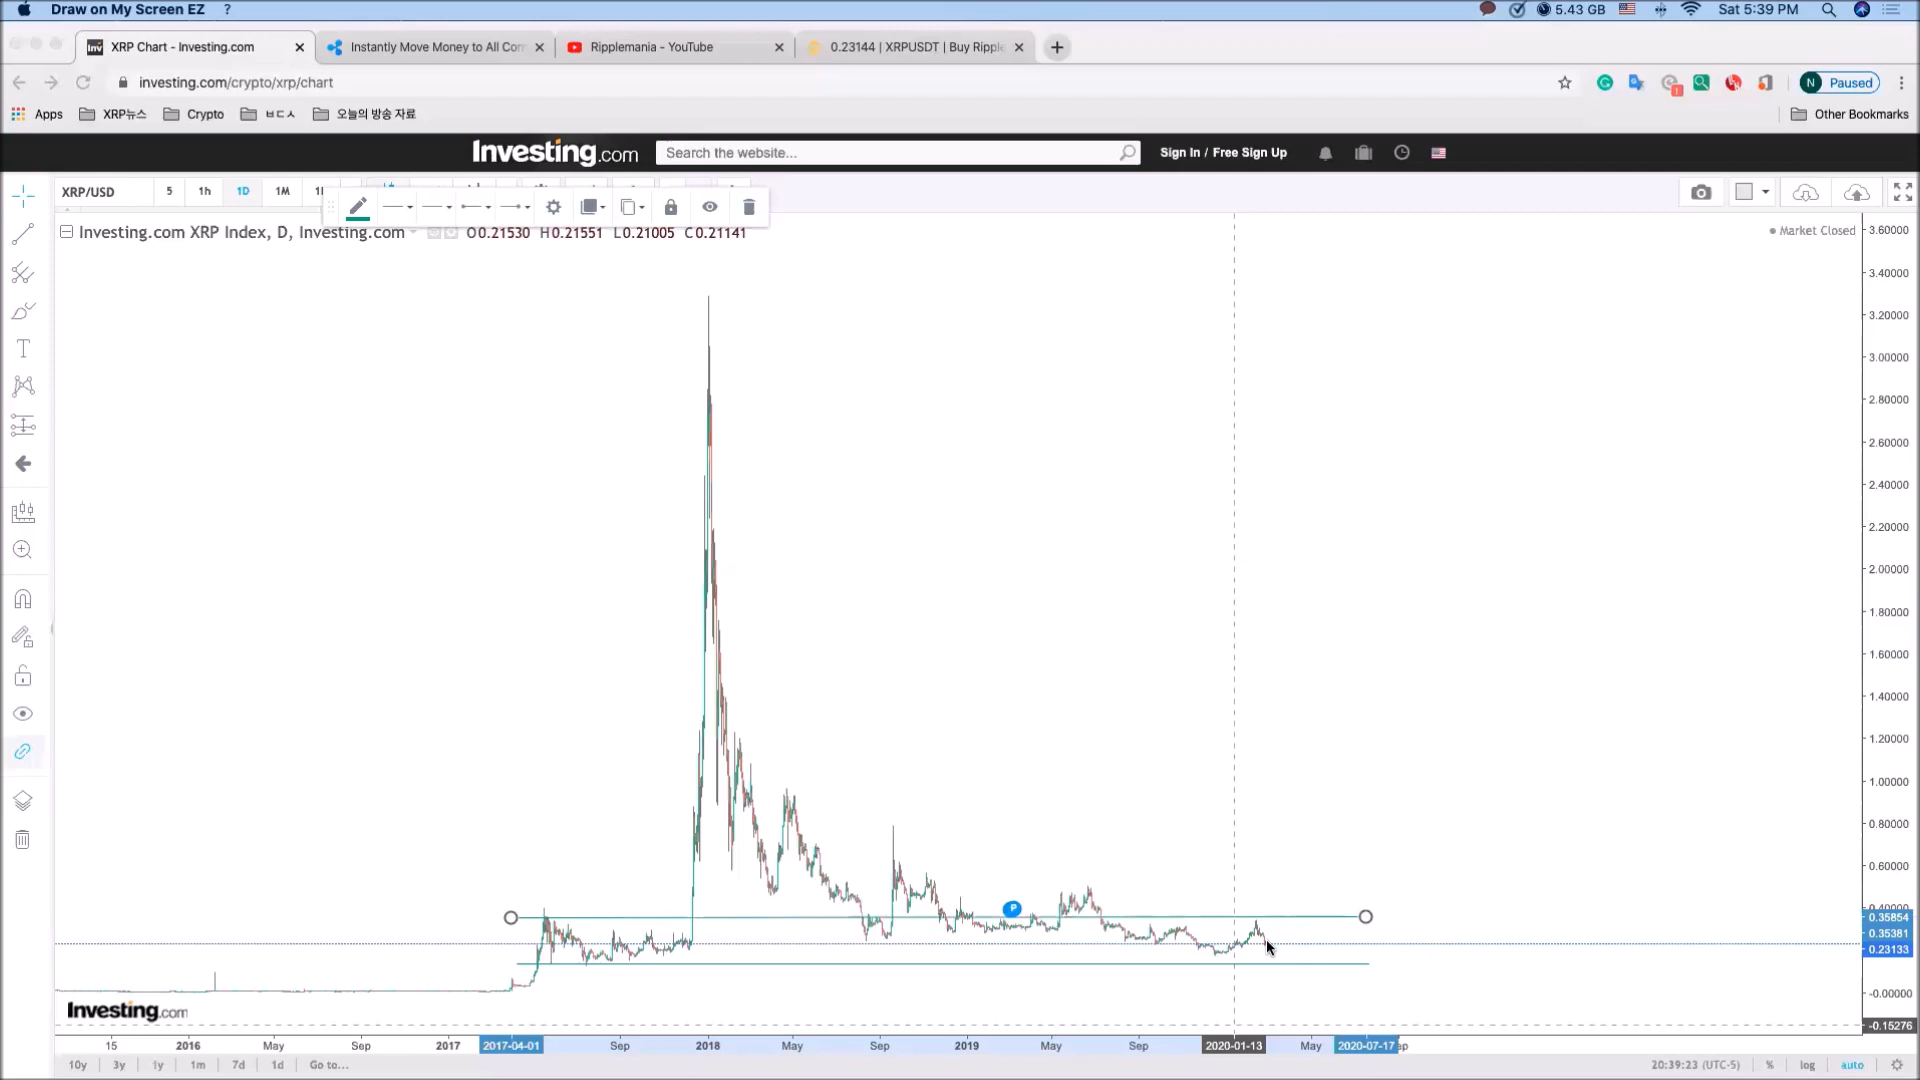 Draw on My Screen EZ ? 5.43 GB Sat 5:39 PM
XRP Chart - Investing.com Instantly Move Money to All Con Ripplemania - YouTube 0.23144 | XRPUSDT | Buy Ripple
investing.com/crypto/xrp/chart N Paused
Apps XRP뉴스 Crypto ㅂㄷㅅ 오늘의 방송 자료 Other Bookmarks
Investing.com Search the website... Sign In / Free Sign Up
XRP/USD 5 1h 1D 1M
Investing.com XRP Index, D, Investing.com O0.21530 H0.21551 L0.21005 C0.21141 Market Closed
3.60000
3.40000
3.20000
3.00000
2.80000
2.60000
2.40000
2.20000
2.00000
1.80000
1.60000
1.40000
1.20000
1.00000
0.80000
0.60000
0.40000
P
0.35854
0.35381
0.23133
-0.00000
Investing.com
-0.15276
15 2016 May Sep 2017 2017-04-01 Sep 2018 May Sep 2019 May Sep 2020-01-13 May 2020-07-17
10y 3y 1y 1m 7d 1d Go to... 20:39:23 (UTC-5) % log auto